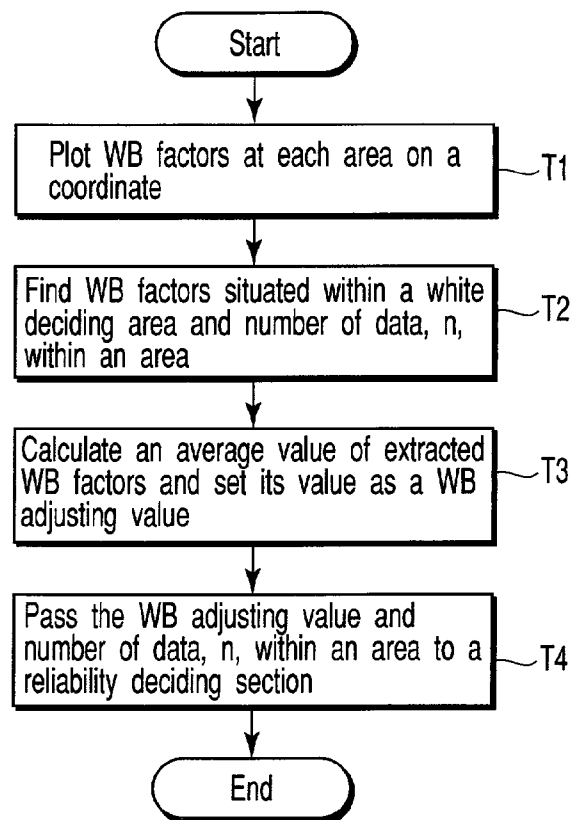 Start
Plot WB factors at each area on a
coordinate
T1
Find WB factors situated within a white
deciding area and number of data, n,
within an area
T2
Calculate an average value of extracted
WB factors and set its value as a WB
adjusting value
T3
Pass the WB adjusting value and
number of data, n, within an area to a
reliability deciding section
T4
End